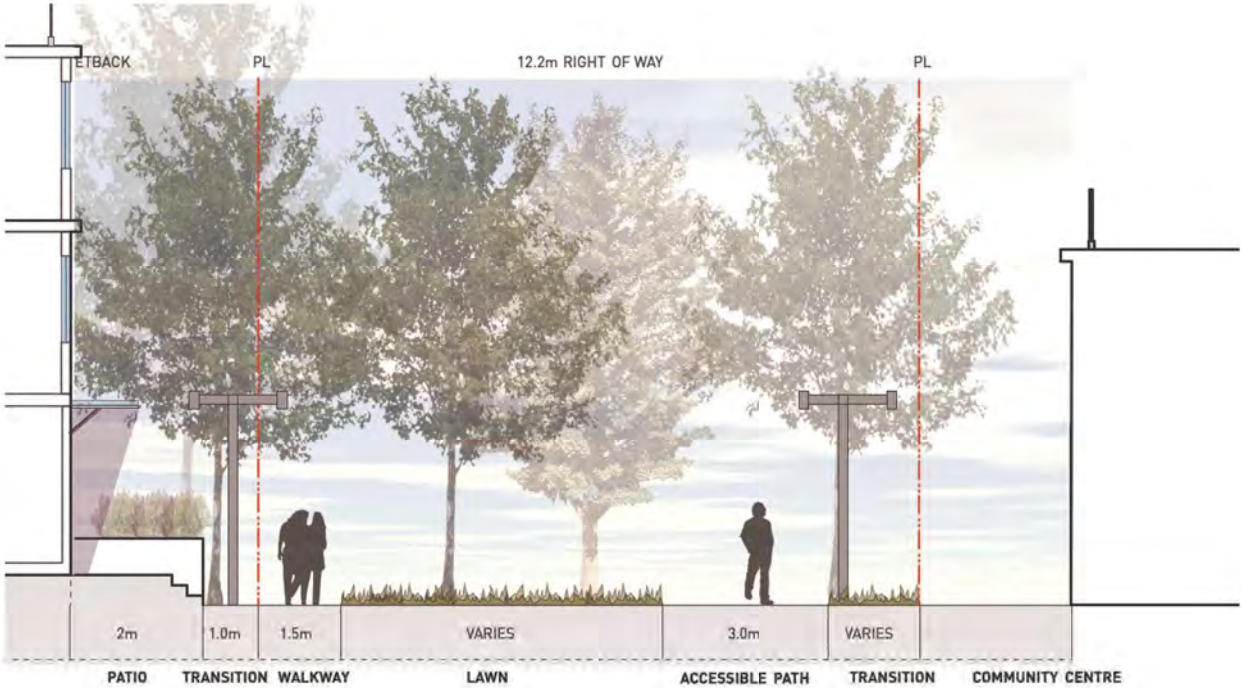 ETBACK PL 12.2m RIGHT OF WAY PL
2m 1.0m 1.5m VARIES 3.0m VARIES
PATIO TRANSITION WALKWAY LAWN ACCESSIBLE PATH TRANSITION COMMUNITY CENTRE